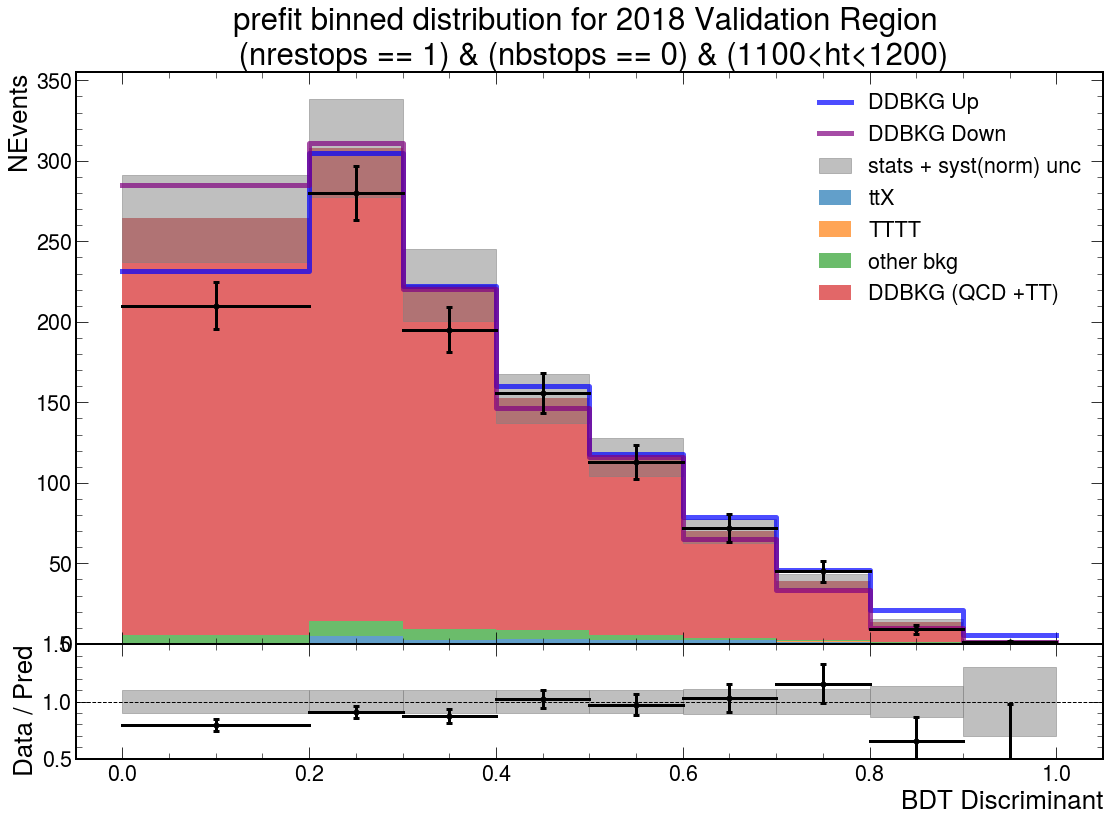 prefit binned distribution for 2018 Validation Region
(nrestops == 1) & (nbstops == 0) & (1100<ht<1200)
NEvents
350
300
250
200
150
100
50
0
DDBKG Up
DDBKG Down
stats + syst(norm) unc
ttX
TTTT
other bkg
DDBKG (QCD +TT)
Data / Pred
1.5
1.0
0.5
0.0
0.2
0.4
0.6
0.8
1.0
BDT Discriminant